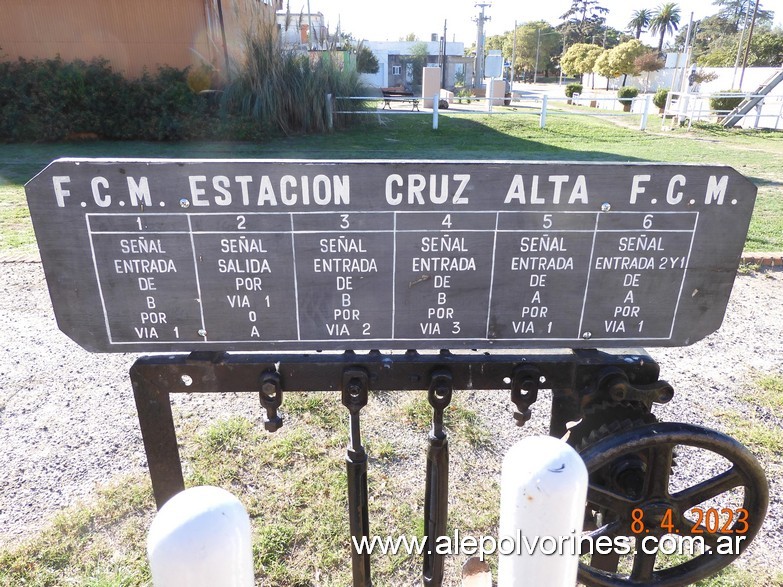 F.C.M. ESTACION CRUZ ALTA F.C.M.
1 2 3 4 5 6
SEÑAL ENTRADA DE B POR VIA 1
SEÑAL SALIDA POR VIA 1 O A
SEÑAL ENTRADA DE B POR VIA 2
SEÑAL ENTRADA DE B POR VIA 3
SEÑAL ENTRADA DE A POR VIA 1
SEÑAL ENTRADA 2 Y 1 DE A POR VIA 1
8.4.2023
www.alepolvorines.com.ar